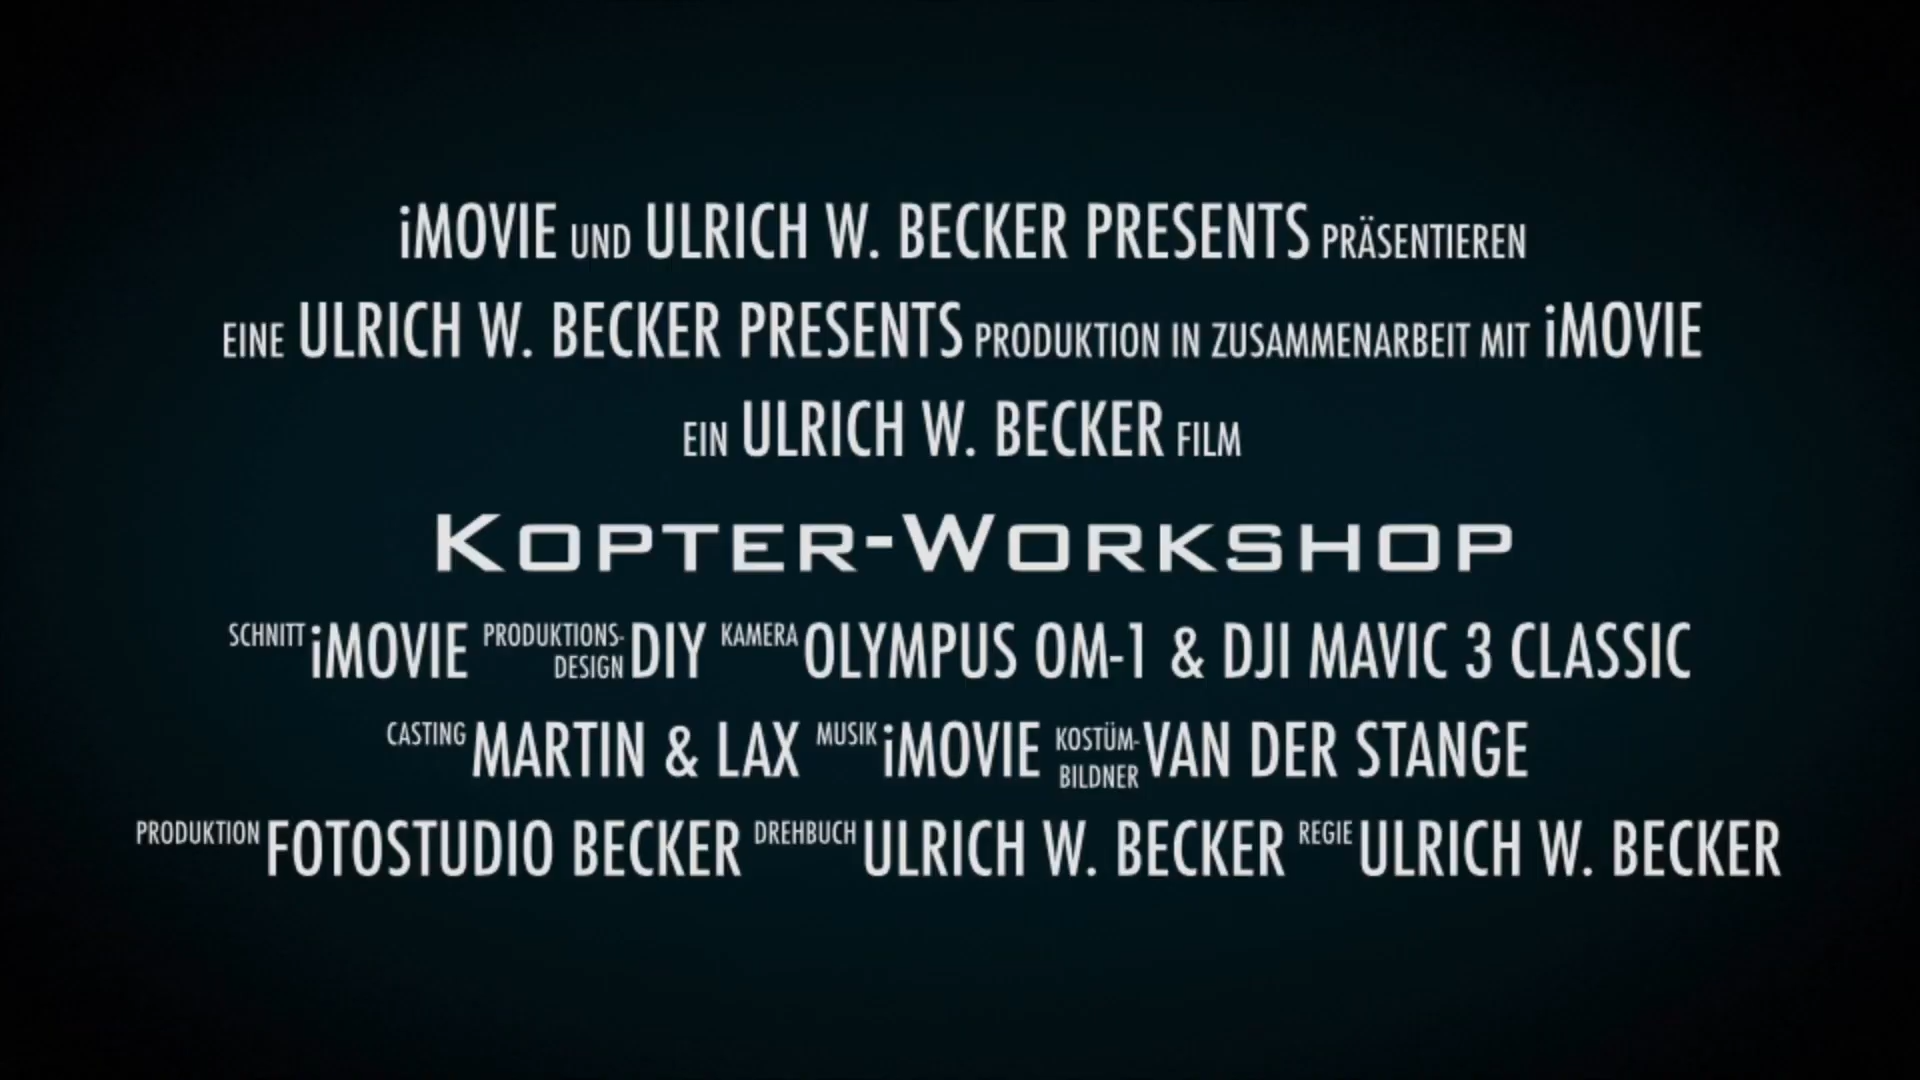 iMOVIE UND ULRICH W. BECKER PRESENTS PRÄSENTIEREN
EINE ULRICH W. BECKER PRESENTS PRODUKTION IN ZUSAMMENARBEIT MIT iMOVIE
EIN ULRICH W. BECKER FILM
KOPTER-WORKSHOP
SCHNITT iMOVIE PRODUKTIONS-DESIGN DIY KAMERA OLYMPUS OM-1 & DJI MAVIC 3 CLASSIC
CASTING MARTIN & LAX MUSIK iMOVIE KOSTÜM-BILDNER VAN DER STANGE
PRODUKTION FOTOSTUDIO BECKER DREHBUCH ULRICH W. BECKER REGIE ULRICH W. BECKER